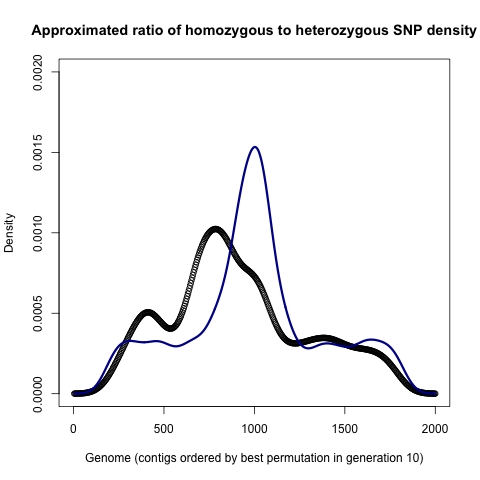 Approximated ratio of homozygous to heterozygous SNP density
0.0020
0.0015
0.0010
0.0005
0.0000
Density
0 500 1000 1500 2000
Genome (contigs ordered by best permutation in generation 10)